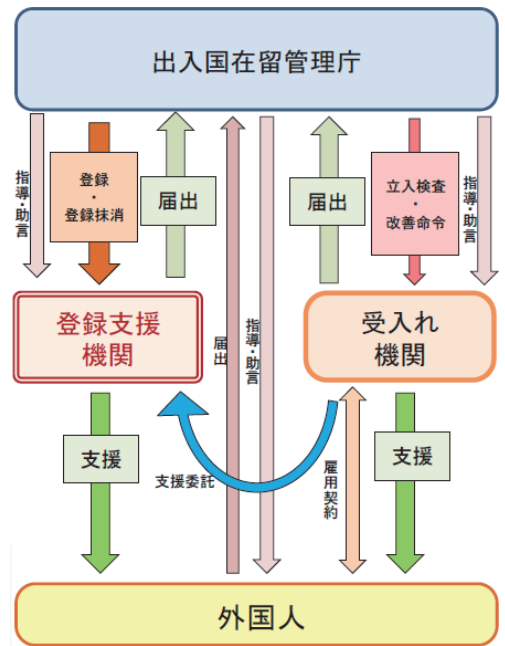 出入国在留管理庁
指導・助言
登録
・
登録抹消
届出
届出
指導・助言
届出
立入検査
・
改善命令
指導・助言
登録支援
機関
受入れ
機関
支援
支援委託
雇用契約
支援
外国人